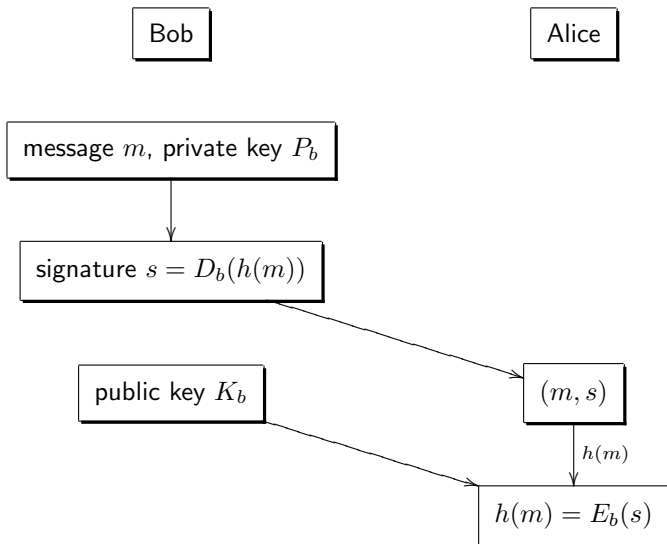 Bob
Alice
message m, private key P_b
signature s = D_b(h(m))
public key K_b
(m, s)
h(m)
h(m) = E_b(s)